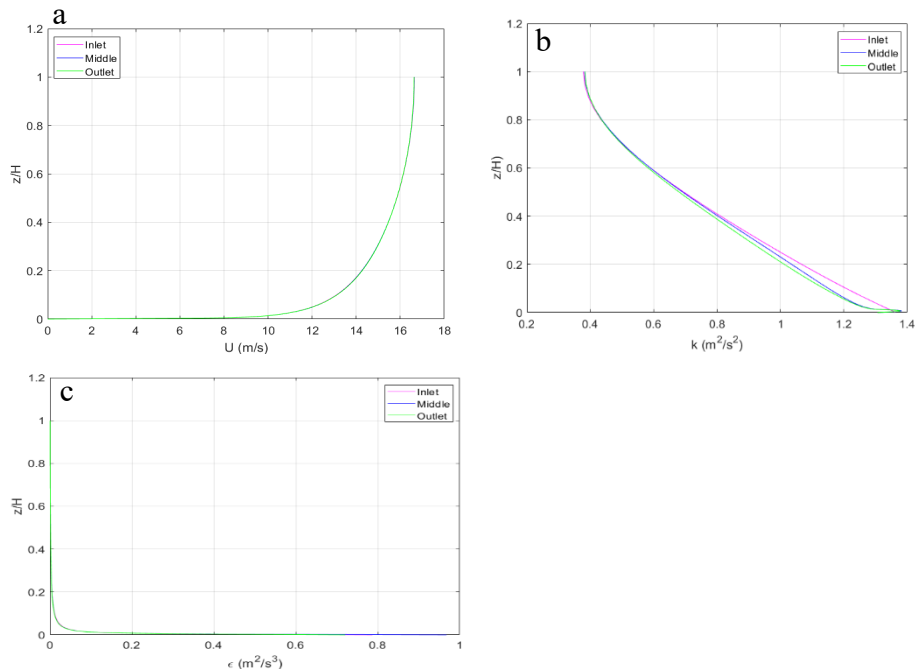 a
1.2
1
0.8
0.6
0.4
0.2
0
z/H
Inlet
Middle
Outlet
0 2 4 6 8 10 12 14 16 18
U (m/s)
b
1.2
1
0.8
0.6
0.4
0.2
0
z/H)
Inlet
Middle
Outlet
0.2 0.4 0.6 0.8 1 1.2 1.4
k (m²/s²)
c
1.2
1
0.8
0.6
0.4
0.2
0
z/H
Inlet
Middle
Outlet
0 0.2 0.4 0.6 0.8 1
ϵ (m²/s³)